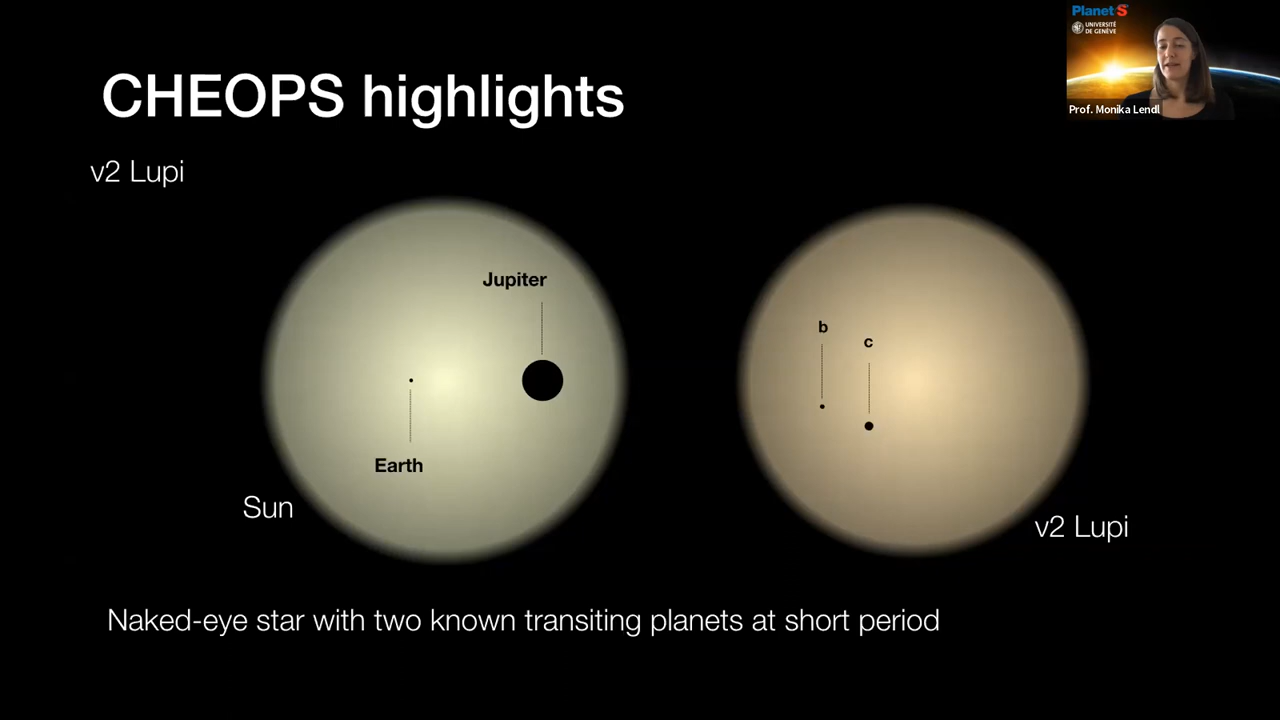 Planet S
UNIVERSITÉ
DE GENÈVE
Prof. Monika Lendl
CHEOPS highlights
v2 Lupi
Jupiter
Earth
Sun
b
c
v2 Lupi
Naked-eye star with two known transiting planets at short period